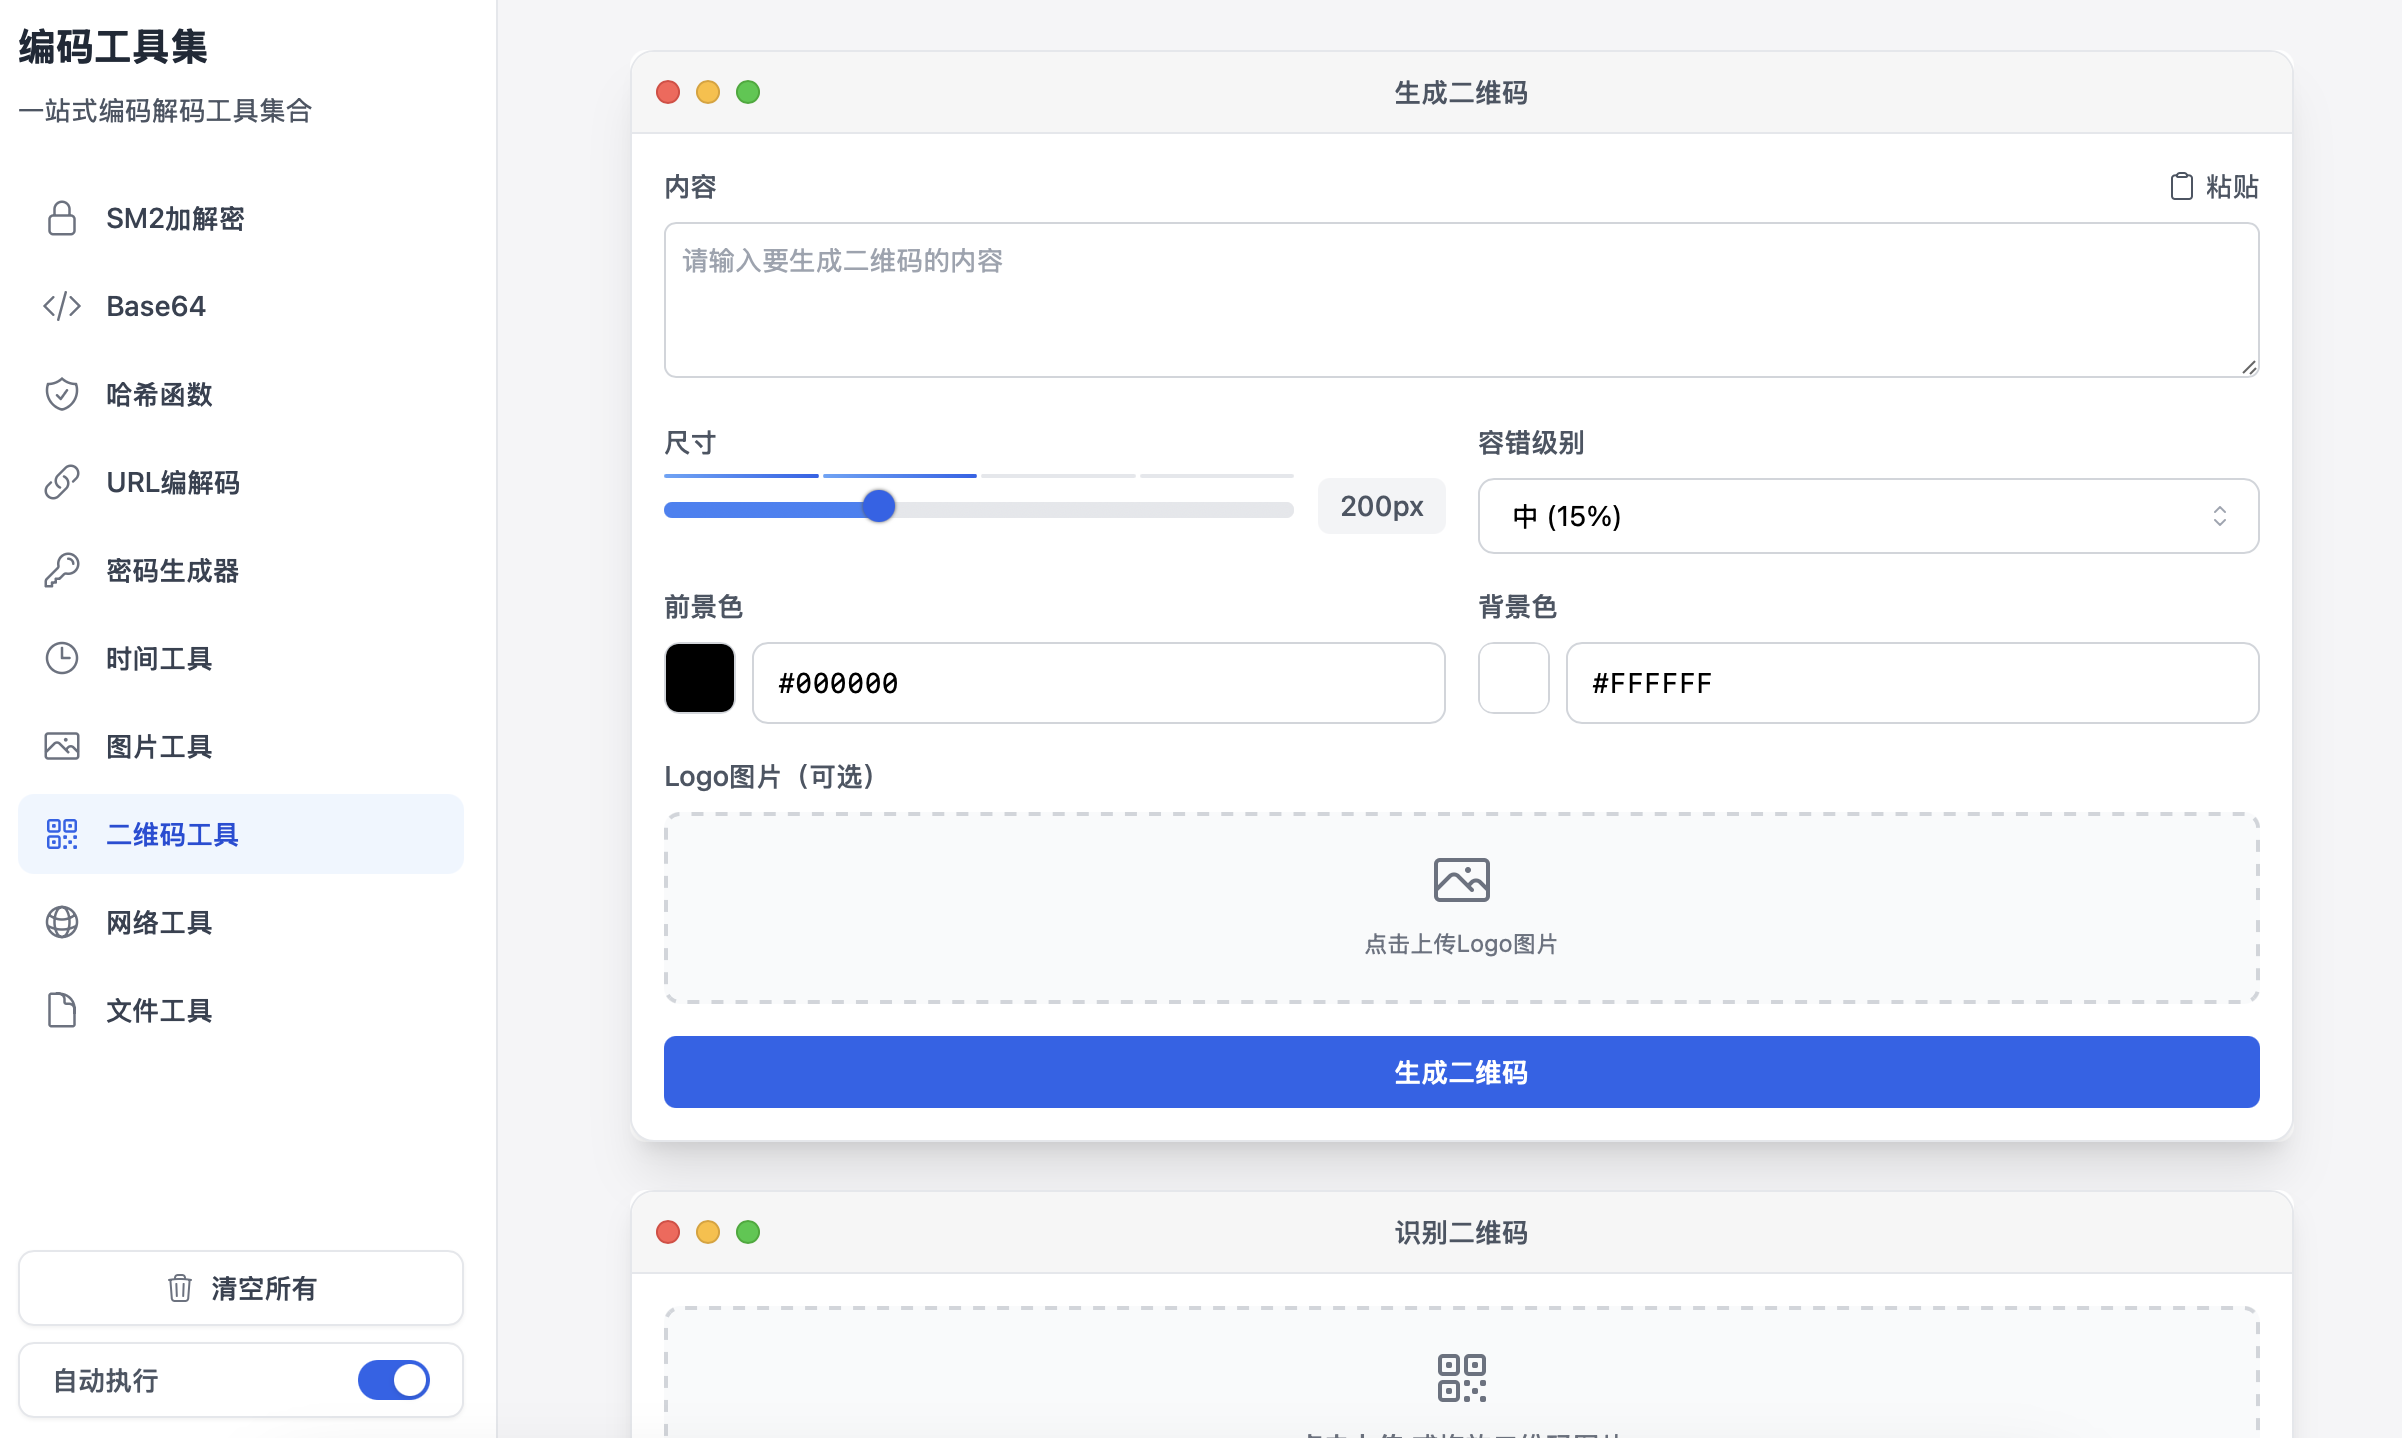 编码工具集
一站式编码解码工具集合
SM2加解密
Base64
哈希函数
URL编解码
密码生成器
时间工具
图片工具
二维码工具
网络工具
文件工具
清空所有
自动执行
生成二维码
内容
粘贴
请输入要生成二维码的内容
尺寸
200px
容错级别
中 (15%)
前景色
#000000
背景色
#FFFFFF
Logo图片（可选）
点击上传Logo图片
生成二维码
识别二维码